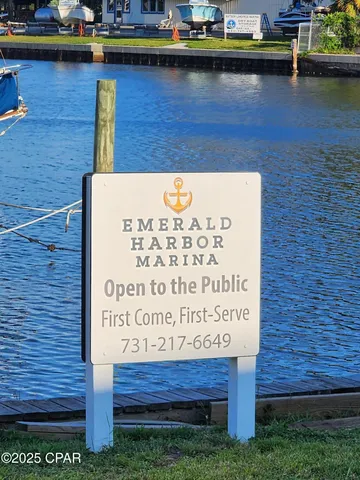 EMERALD
HARBOR
MARINA
Open to the Public
First Come, First-Serve
731-217-6649
©2025 CPAR